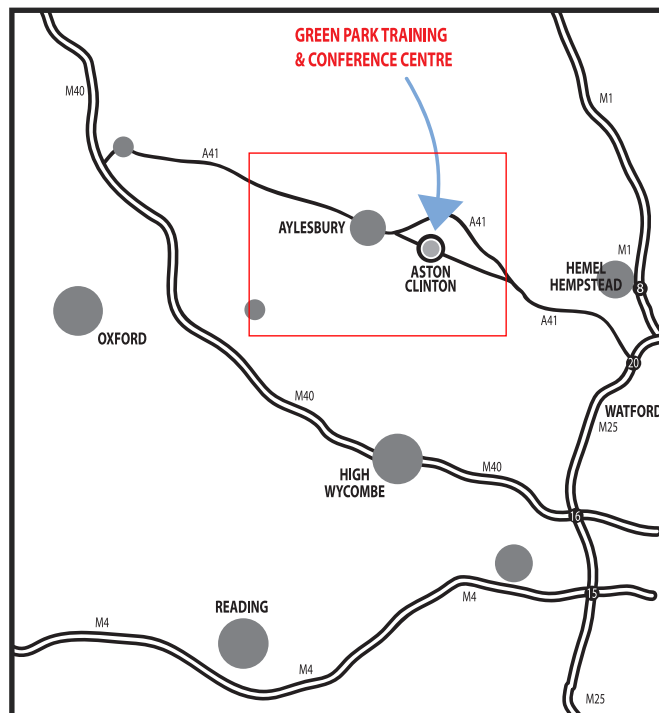 GREEN PARK TRAINING
& CONFERENCE CENTRE
M40
M1
A41
AYLESBURY
A41
M1
ASTON
CLINTON
HEMEL
HEMPSTEAD
8
A41
OXFORD
20
M40
WATFORD
M25
HIGH
WYCOMBE
M40
16
M4
15
READING
M4
M4
M25